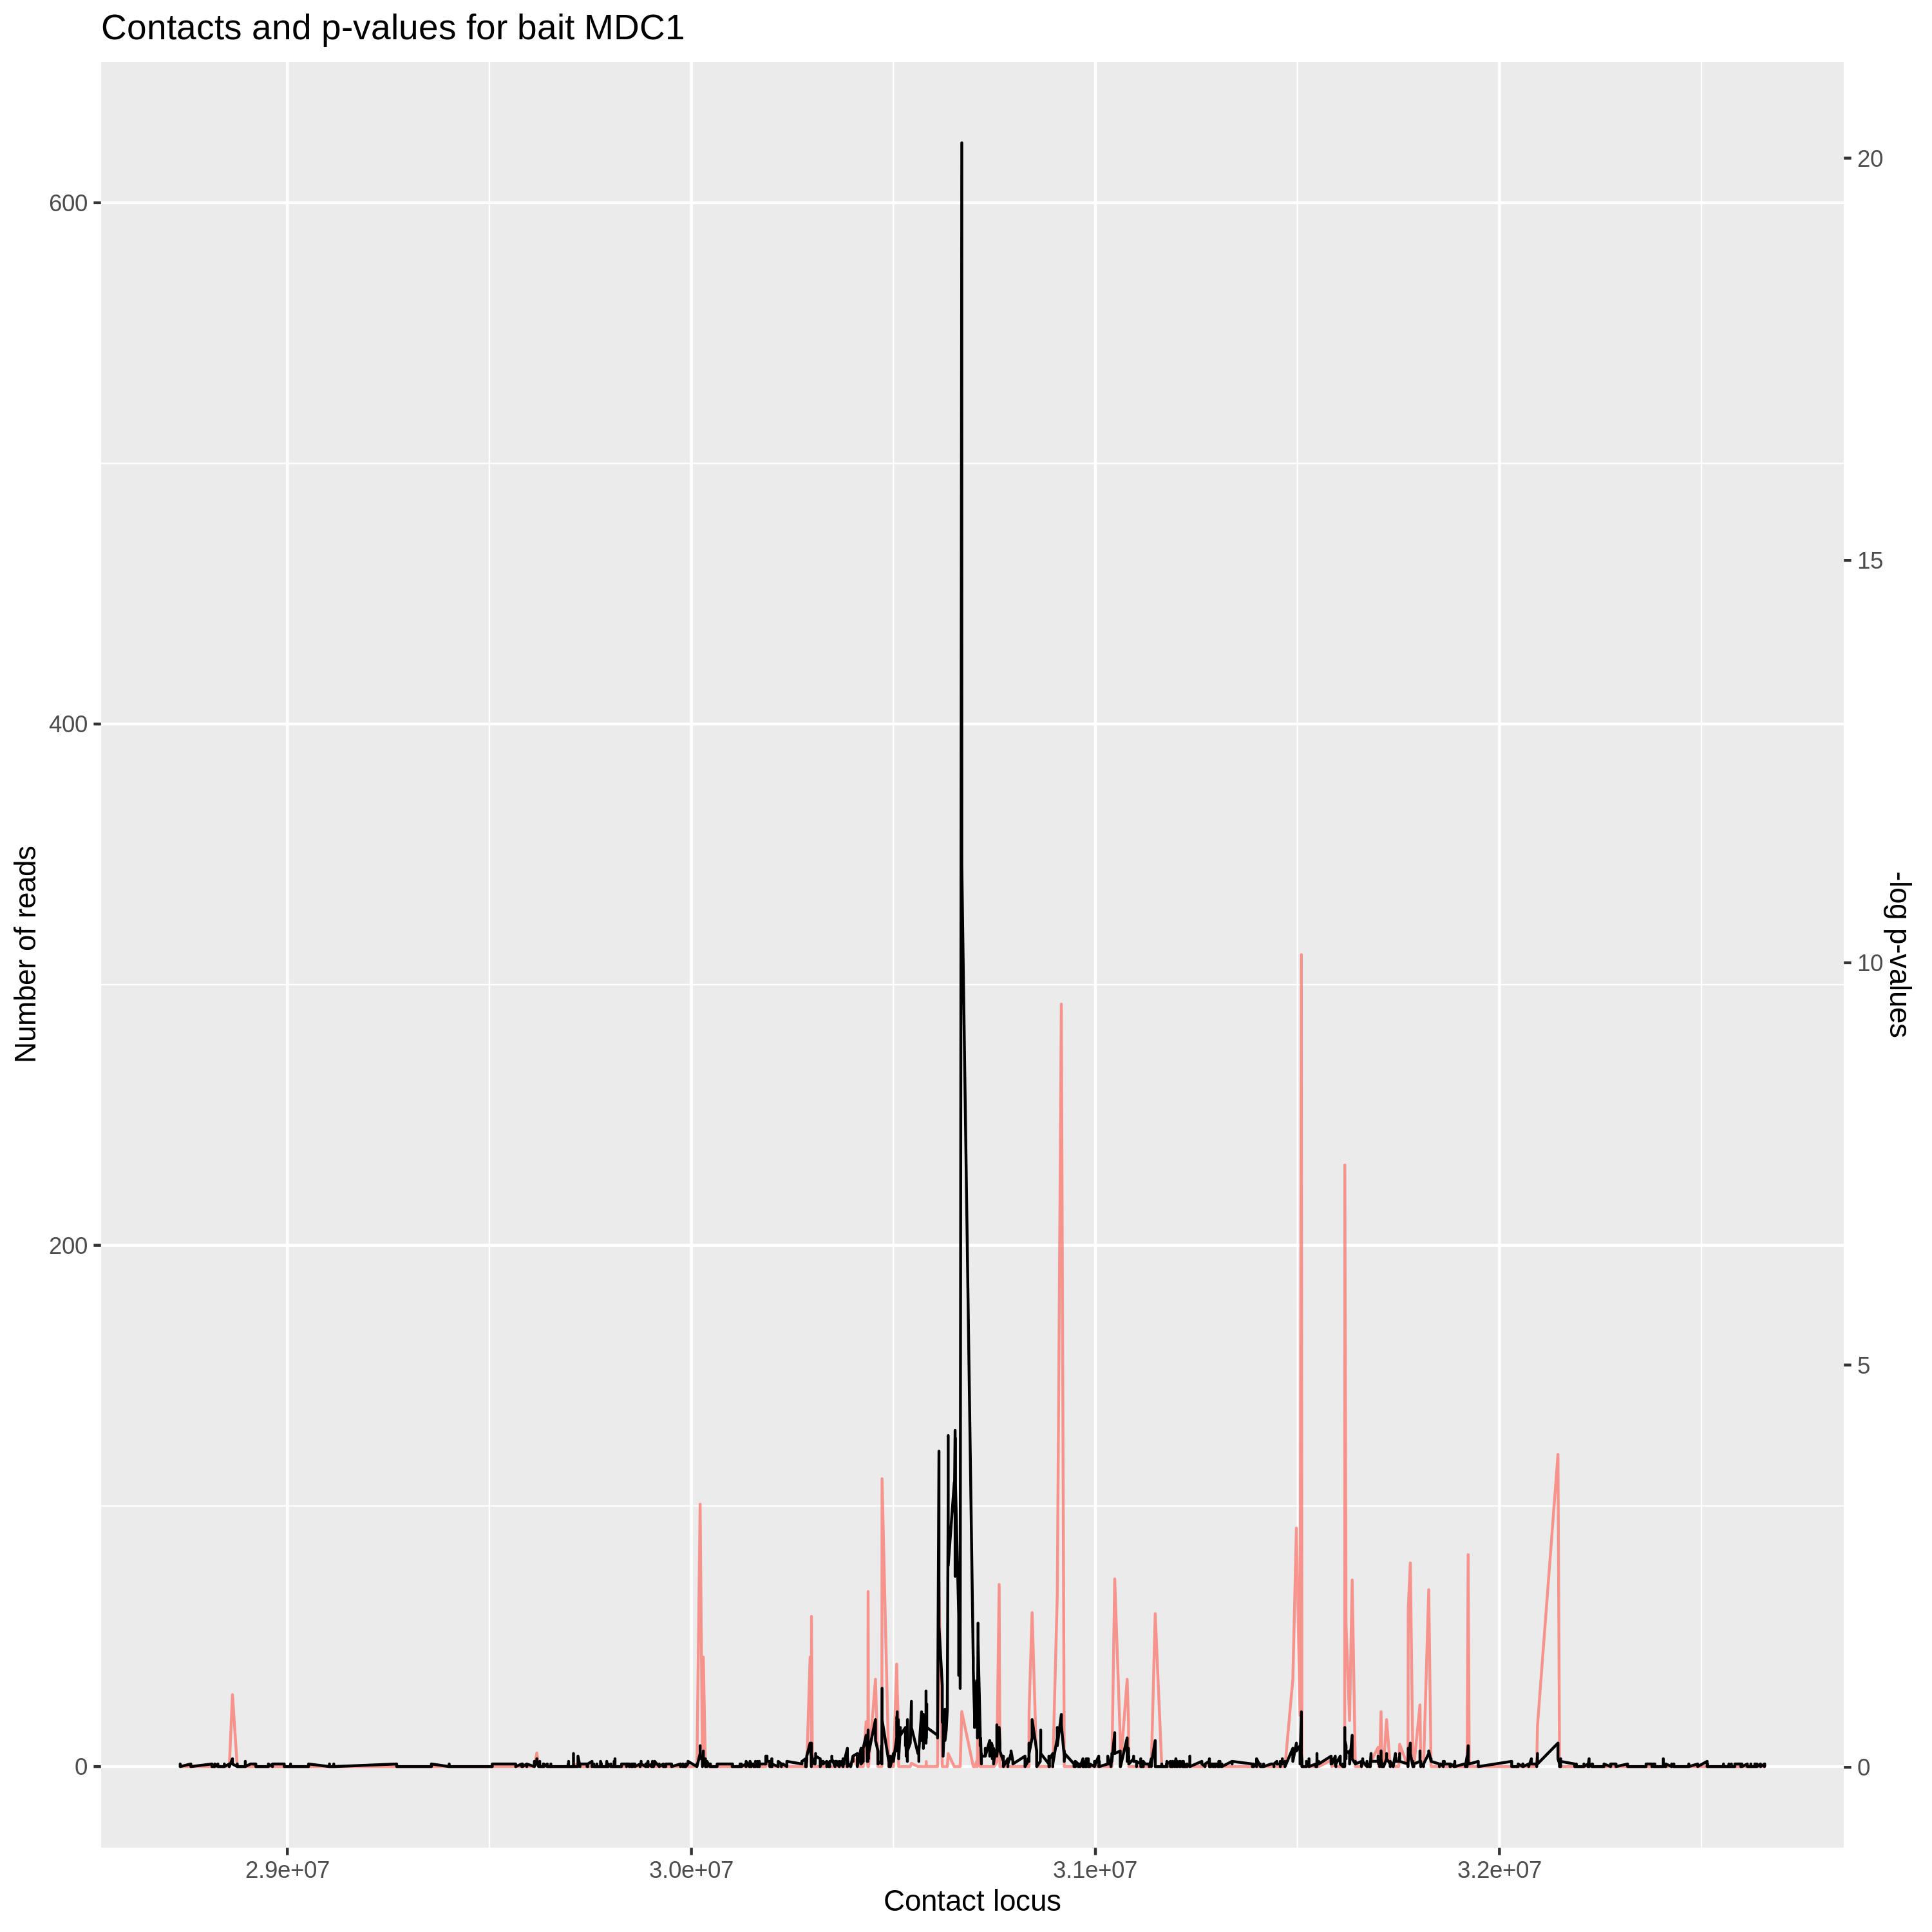 Contacts and p-values for bait MDC1
600
400
200
0
Number of reads
20
15
10
5
0
-log p-values
2.9e+07
3.0e+07
3.1e+07
3.2e+07
Contact locus